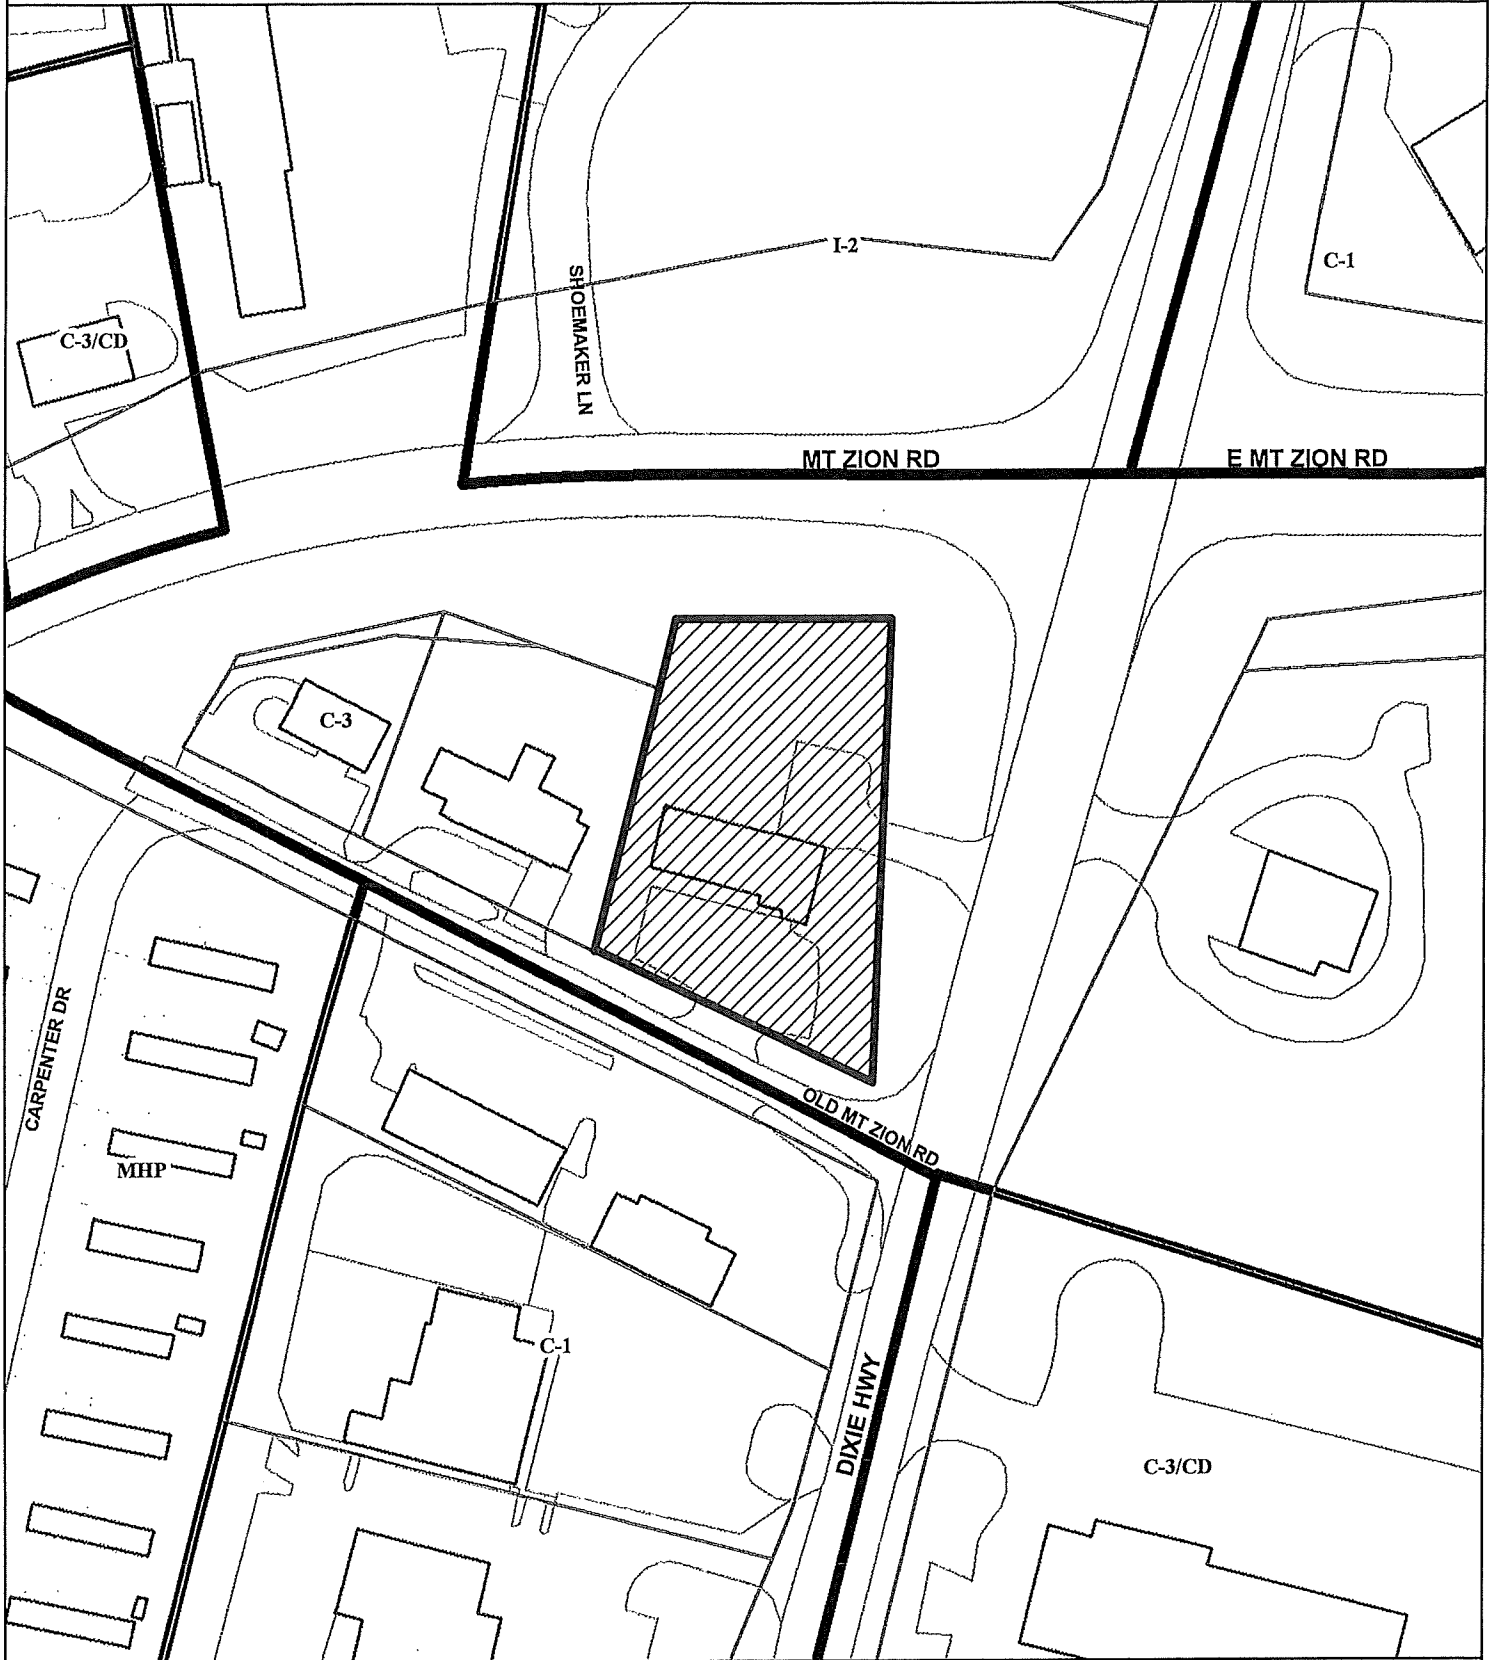 I-2
C-1
C-3/CD
SHOEMAKER LN
MT ZION RD
E MT ZION RD
C-3
CARPENTER DR
OLD MT ZION RD
MHP
C-1
DIXIE HWY
C-3/CD